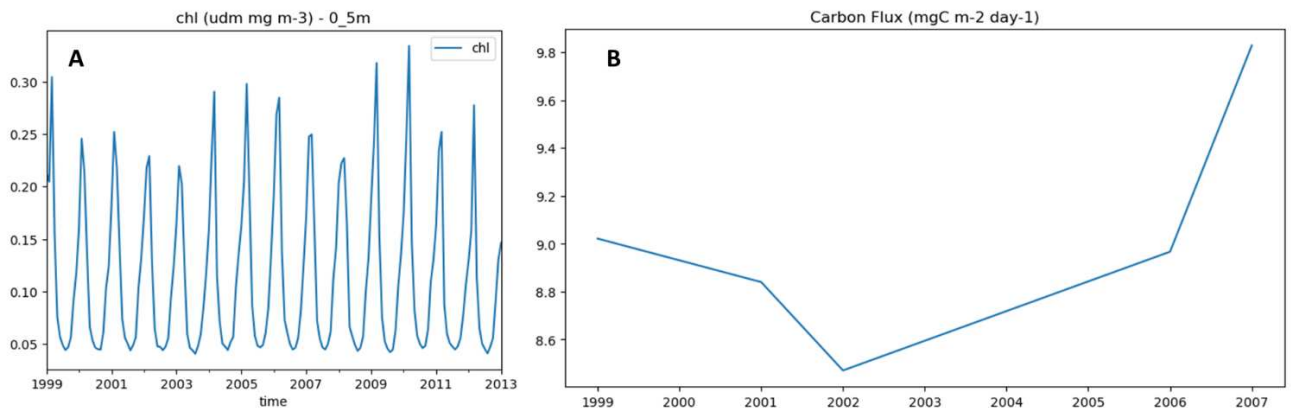 chl (udm mg m-3) - 0_5m
A
chl
0.30
0.25
0.20
0.15
0.10
0.05
1999 2001 2003 2005 2007 2009 2011 2013
time
Carbon Flux (mgC m-2 day-1)
B
9.8
9.6
9.4
9.2
9.0
8.8
8.6
1999 2000 2001 2002 2003 2004 2005 2006 2007